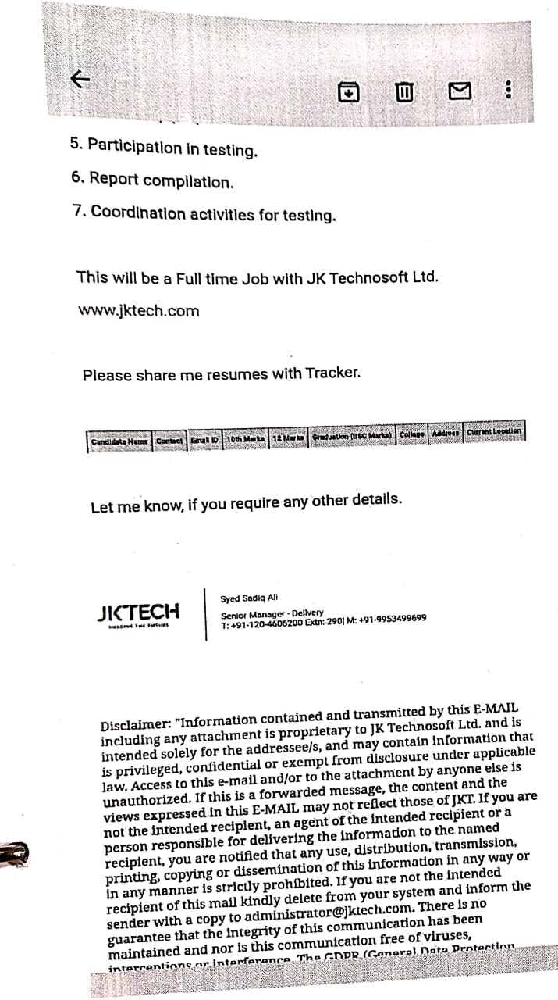 5. Participation in testing.
6. Report compilation.
7. Coordination activities for testing.
This will be a Full time Job with JK Technosoft Ltd.
www.jktech.com
Please share me resumes with Tracker.
Candidate Name Contact Email ID 10th Marks 12 Marks Graduation (BSC Marks) Collage Address Current Location
Let me know, if you require any other details.
JKTECH
Syed Sadiq Ali
Senior Manager - Delivery
T: +91-120-4606200 Extn: 290| M: +91-9953499699
Disclaimer: "Information contained and transmitted by this E-MAIL
including any attachment is proprietary to JK Technosoft Ltd. and is
intended solely for the addressee/s, and may contain information that
is privileged, confidential or exempt from disclosure under applicable
law. Access to this e-mail and/or to the attachment by anyone else is
unauthorized. If this is a forwarded message, the content and the
views expressed in this E-MAIL may not reflect those of JKT. If you are
not the intended recipient, an agent of the intended recipient or a
person responsible for delivering the information to the named
recipient, you are notified that any use, distribution, transmission,
printing, copying or dissemination of this information in any way or
in any manner is strictly prohibited. If you are not the intended
recipient of this mail kindly delete from your system and inform the
sender with a copy to administrator@jktech.com. There is no
guarantee that the integrity of this communication has been
maintained and nor is this communication free of viruses,
interceptions or interference. The GDPR (General Data Protection